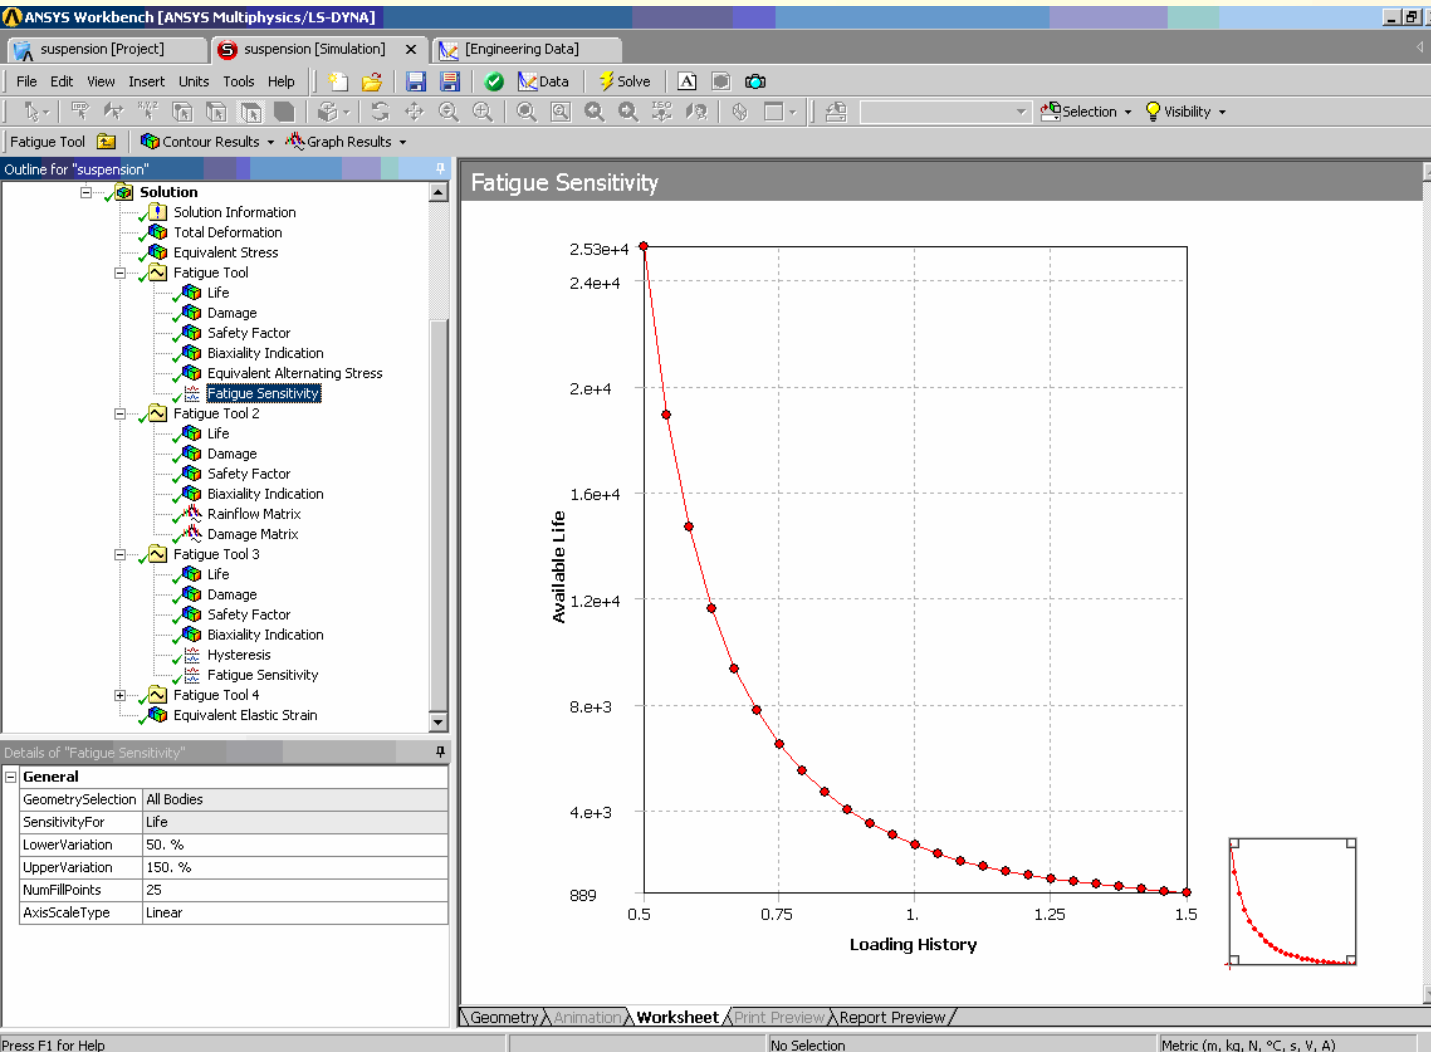 ANSYS Workbench [ANSYS Multiphysics/LS-DYNA]
suspension [Project]
suspension [Simulation]
[Engineering Data]
File Edit View Insert Units Tools Help
Data
Solve
A
X,Y,Z
ISO
Selection
Visibility
Fatigue Tool
Contour Results
Graph Results
Outline for "suspension"
Solution
Solution Information
Total Deformation
Equivalent Stress
Fatigue Tool
Life
Damage
Safety Factor
Biaxiality Indication
Equivalent Alternating Stress
Fatigue Sensitivity
Fatigue Tool 2
Life
Damage
Safety Factor
Biaxiality Indication
Rainflow Matrix
Damage Matrix
Fatigue Tool 3
Life
Damage
Safety Factor
Biaxiality Indication
Hysteresis
Fatigue Sensitivity
Fatigue Tool 4
Equivalent Elastic Strain
Details of "Fatigue Sensitivity"
General
GeometrySelection All Bodies
SensitivityFor Life
LowerVariation 50. %
UpperVariation 150. %
NumFillPoints 25
AxisScaleType Linear
Fatigue Sensitivity
2.53e+4
2.4e+4
2.e+4
1.6e+4
1.2e+4
8.e+3
4.e+3
889
Available Life
0.5 0.75 1. 1.25 1.5
Loading History
Geometry Animation Worksheet Print Preview Report Preview
Press F1 for Help
No Selection
Metric (m, kg, N, °C, s, V, A)